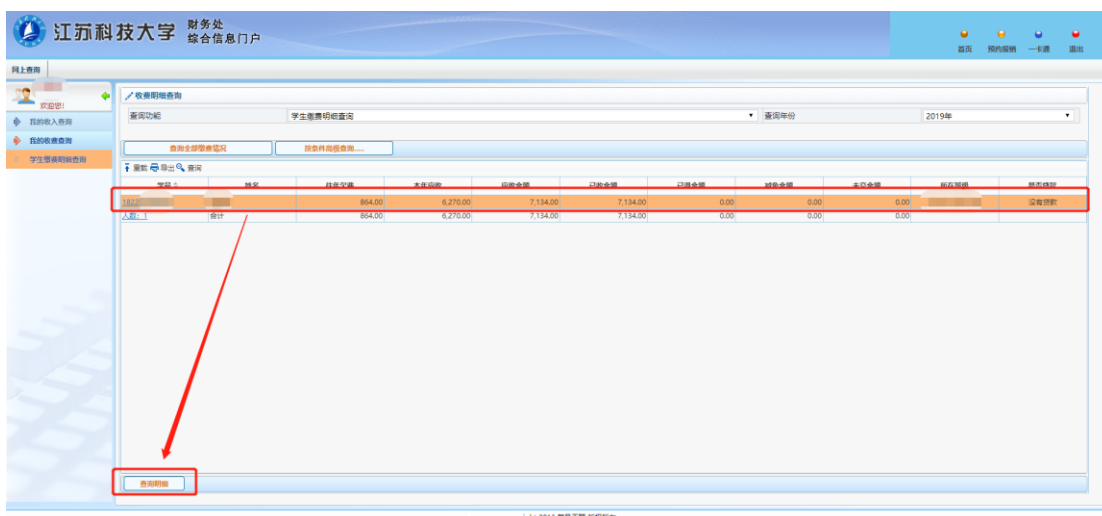 江苏科技大学 财务处
综合信息门户
首页 预约报销 一卡通 退出
网上查询
欢迎您!
收费明细查询
我的收入查询
查询功能 学生缴费明细查询 查询年份 2019年
我的收费查询
学生缴费明细查询
查询全部缴费情况 按条件高级查询......
重载 导出 查询
学号 姓名 往年欠费 本年应收 应收金额 已收金额 已退金额 减免金额 未交金额 所在班级 是否贷款
1822 864.00 6,270.00 7,134.00 7,134.00 0.00 0.00 0.00 没有贷款
人数: 1 合计 864.00 6,270.00 7,134.00 7,134.00 0.00 0.00 0.00
查询明细